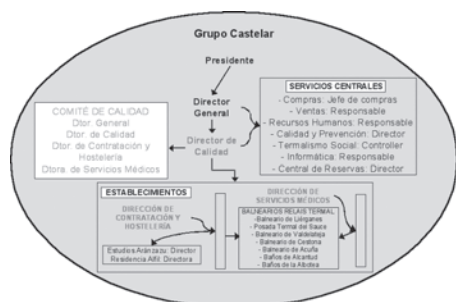 Grupo Castelar
Presidente
Director
General
Director de
Calidad
COMITÉ DE CALIDAD
Dtor. General
Dtor. de Calidad
Dtor. de Contratación y
Hostelería
Dtora. de Servicios Médicos
SERVICIOS CENTRALES
- Compras: Jefe de compras
- Ventas: Responsable
- Recursos Humanos: Responsable
- Calidad y Prevención: Director
- Termalismo Social: Controller
- Informática: Responsable
- Central de Reservas: Director
ESTABLECIMIENTOS
DIRECCIÓN DE
CONTRATACIÓN Y
HOSTELERÍA
DIRECCIÓN DE
SERVICIOS MÉDICOS
Estudios Aránzazu: Director
Residencia Alfil: Directora
BALNEARIOS RELAIS TERMAL
-Balneario de Liérganes
- Posada Termal del Sauce
- Balneario de Valdelateja
- Balneario de Cestona
- Balneario de Acuña
- Baños de Alcantud
- Baños de la